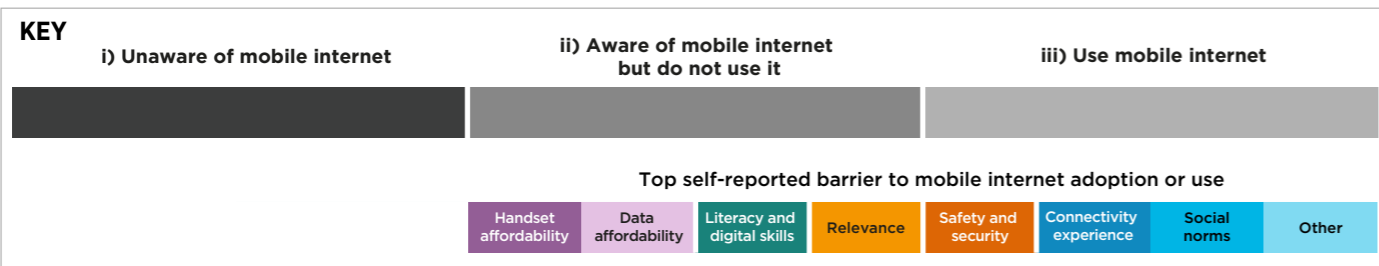 KEY
i) Unaware of mobile internet
ii) Aware of mobile internet
but do not use it
iii) Use mobile internet
Top self-reported barrier to mobile internet adoption or use
Handset
affordability
Data
affordability
Literacy and
digital skills
Relevance
Safety and
security
Connectivity
experience
Social
norms
Other